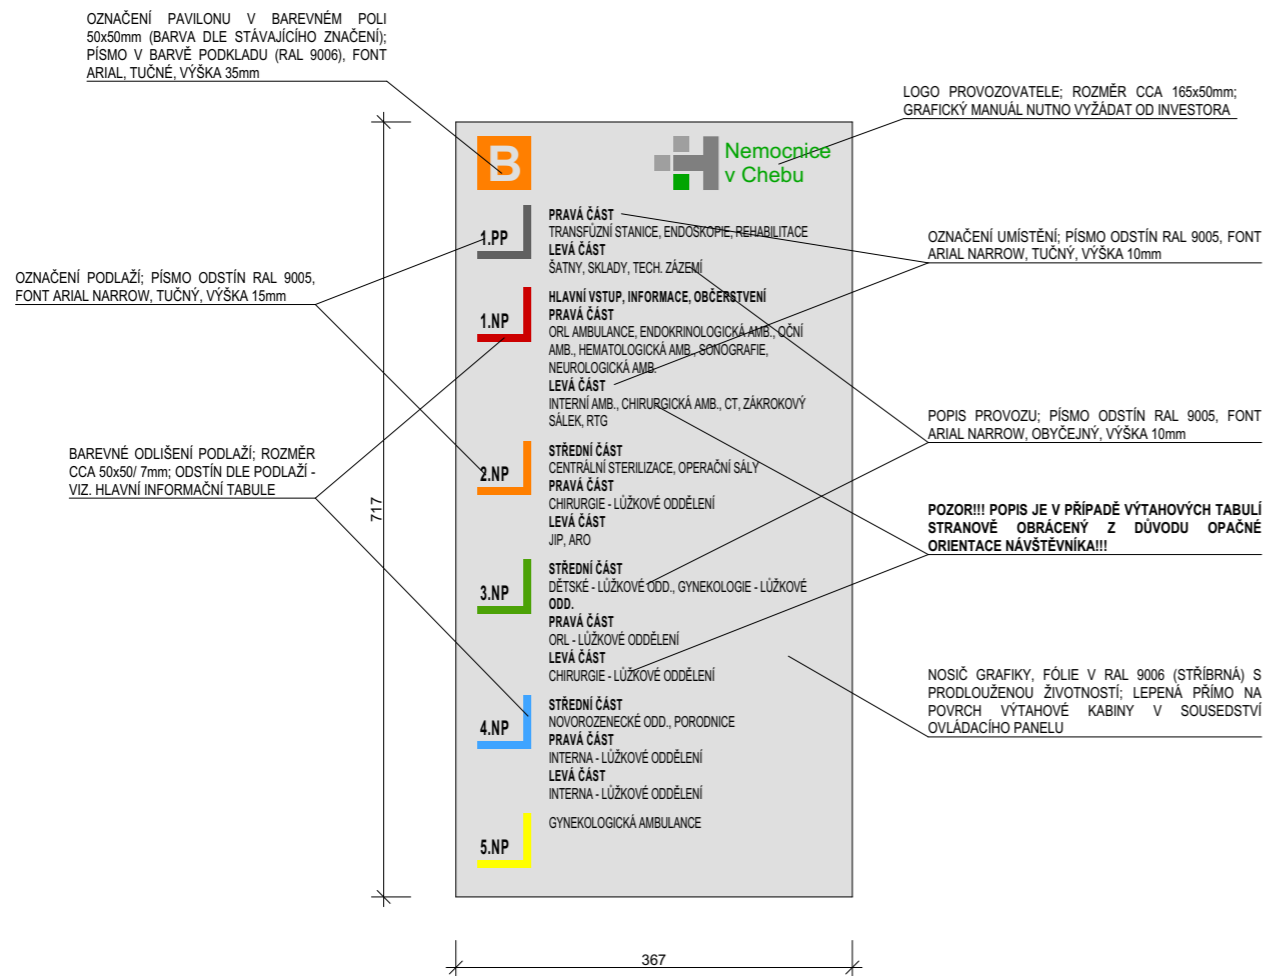 OZNAČENÍ PAVILONU V BAREVNÉM POLI
50x50mm (BARVA DLE STÁVAJÍCÍHO ZNAČENÍ);
PÍSMO V BARVĚ PODKLADU (RAL 9006), FONT
ARIAL, TUČNÉ, VÝŠKA 35mm
LOGO PROVOZOVATELE; ROZMĚR CCA 165x50mm;
GRAFICKÝ MANUÁL NUTNO VYŽÁDAT OD INVESTORA
B
Nemocnice
v Chebu
1.PP
PRAVÁ ČÁST
TRANSFÚZNÍ STANICE, ENDOSKOPIE, REHABILITACE
LEVÁ ČÁST
ŠATNY, SKLADY, TECH. ZÁZEMÍ
OZNAČENÍ UMÍSTĚNÍ; PÍSMO ODSTÍN RAL 9005, FONT
ARIAL NARROW, TUČNÝ, VÝŠKA 10mm
OZNAČENÍ PODLAŽÍ; PÍSMO ODSTÍN RAL 9005,
FONT ARIAL NARROW, TUČNÝ, VÝŠKA 15mm
1.NP
HLAVNÍ VSTUP, INFORMACE, OBČERSTVENÍ
PRAVÁ ČÁST
ORL AMBULANCE, ENDOKRINOLOGICKÁ AMB., OČNÍ
AMB., HEMATOLOGICKÁ AMB., SONOGRAFIE,
NEUROLOGICKÁ AMB.
LEVÁ ČÁST
INTERNÍ AMB., CHIRURGICKÁ AMB., CT, ZÁKROKOVÝ
SÁLEK, RTG
POPIS PROVOZU; PÍSMO ODSTÍN RAL 9005, FONT
ARIAL NARROW, OBYČEJNÝ, VÝŠKA 10mm
BAREVNÉ ODLIŠENÍ PODLAŽÍ; ROZMĚR
CCA 50x50/ 7mm; ODSTÍN DLE PODLAŽÍ -
VIZ. HLAVNÍ INFORMAČNÍ TABULE
2.NP
STŘEDNÍ ČÁST
CENTRÁLNÍ STERILIZACE, OPERAČNÍ SÁLY
PRAVÁ ČÁST
CHIRURGIE - LŮŽKOVÉ ODDĚLENÍ
LEVÁ ČÁST
JIP, ARO
POZOR!!! POPIS JE V PŘÍPADĚ VÝTAHOVÝCH TABULÍ
STRANOVĚ OBRÁCENÝ Z DŮVODU OPAČNÉ
ORIENTACE NÁVŠTĚVNÍKA!!!
717
3.NP
STŘEDNÍ ČÁST
DĚTSKÉ - LŮŽKOVÉ ODD., GYNEKOLOGIE - LŮŽKOVÉ
ODD.
PRAVÁ ČÁST
ORL - LŮŽKOVÉ ODDĚLENÍ
LEVÁ ČÁST
CHIRURGIE - LŮŽKOVÉ ODDĚLENÍ
NOSIČ GRAFIKY, FÓLIE V RAL 9006 (STŘÍBRNÁ) S
PRODLOUŽENOU ŽIVOTNOSTÍ; LEPENÁ PŘÍMO NA
POVRCH VÝTAHOVÉ KABINY V SOUSEDSTVÍ
OVLÁDACÍHO PANELU
4.NP
STŘEDNÍ ČÁST
NOVOROZENECKÉ ODD., PORODNICE
PRAVÁ ČÁST
INTERNA - LŮŽKOVÉ ODDĚLENÍ
LEVÁ ČÁST
INTERNA - LŮŽKOVÉ ODDĚLENÍ
5.NP
GYNEKOLOGICKÁ AMBULANCE
367